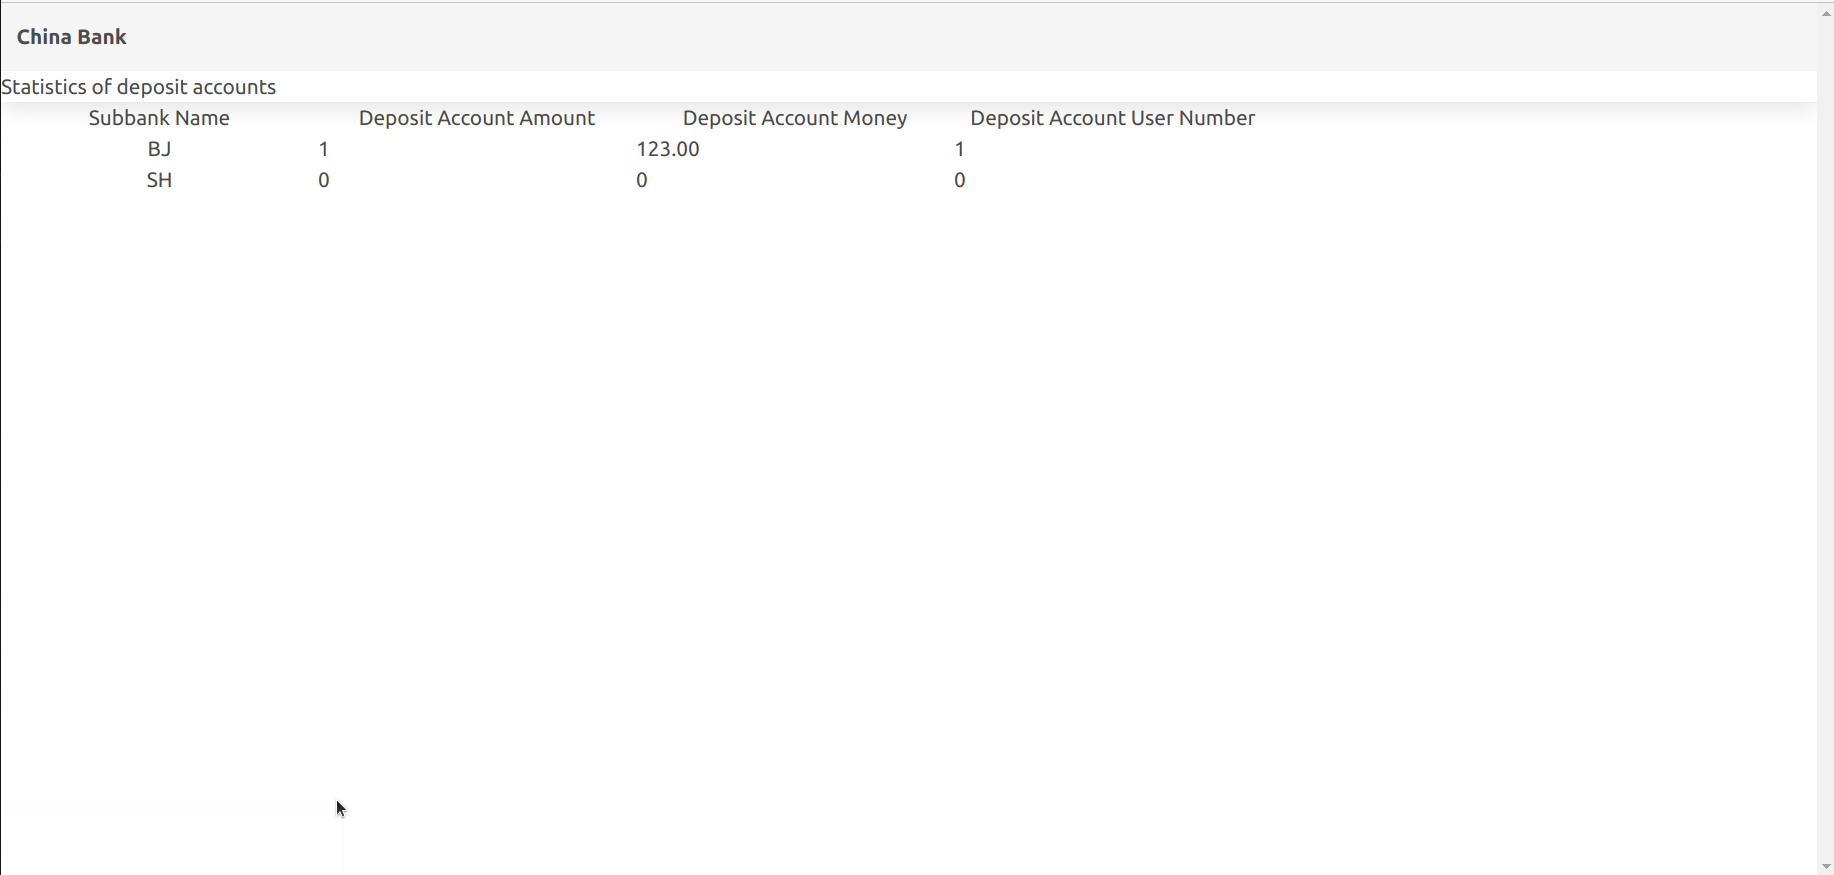 China Bank
Statistics of deposit accounts
Subbank Name Deposit Account Amount Deposit Account Money Deposit Account User Number
BJ 1 123.00 1
SH 0 0 0